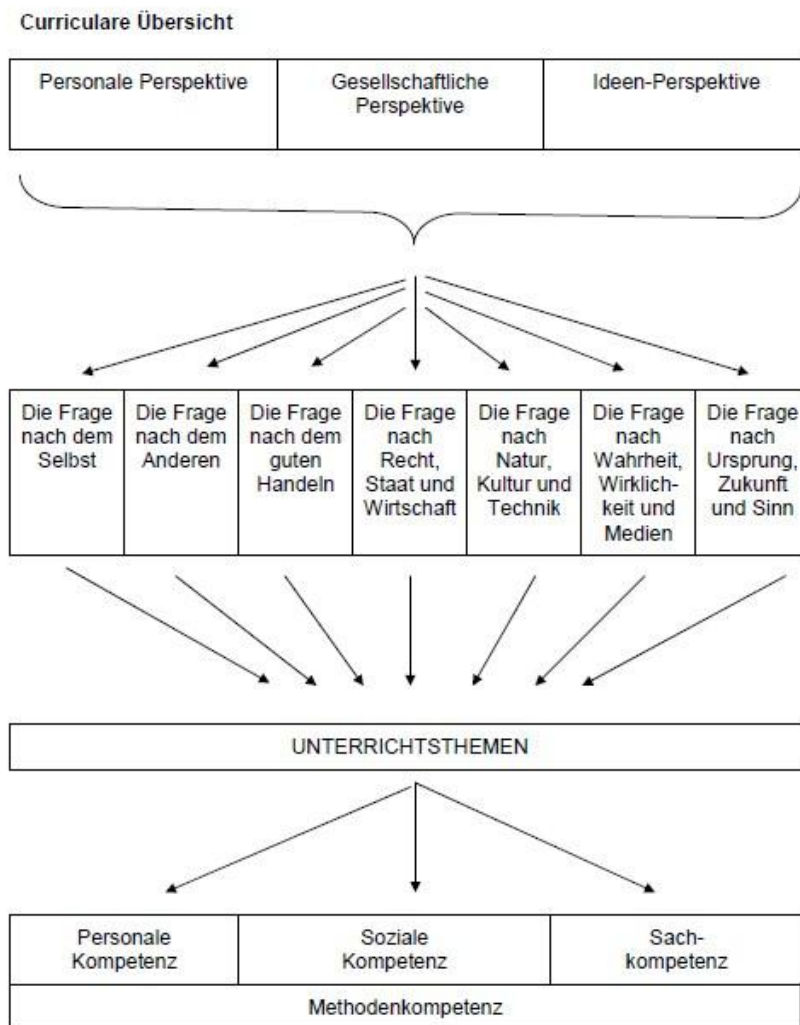 Curriculare Übersicht
Personale Perspektive
Gesellschaftliche
Perspektive
Ideen-Perspektive
Die Frage
nach dem
Selbst
Die Frage
nach dem
Anderen
Die Frage
nach dem
guten
Handeln
Die Frage
nach
Recht,
Staat und
Wirtschaft
Die Frage
nach
Natur,
Kultur und
Technik
Die Frage
nach
Wahrheit,
Wirklich-
keit und
Medien
Die Frage
nach
Ursprung,
Zukunft
und Sinn
UNTERRICHTSTHEMEN
Personale
Kompetenz
Soziale
Kompetenz
Sach-
kompetenz
Methodenkompetenz